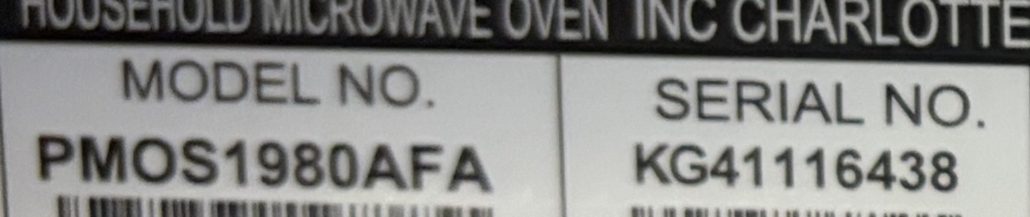 HOUSEHOLD MICROWAVE OVEN INC CHARLOTTE
MODEL NO.
PMOS1980AFA
SERIAL NO.
KG41116438